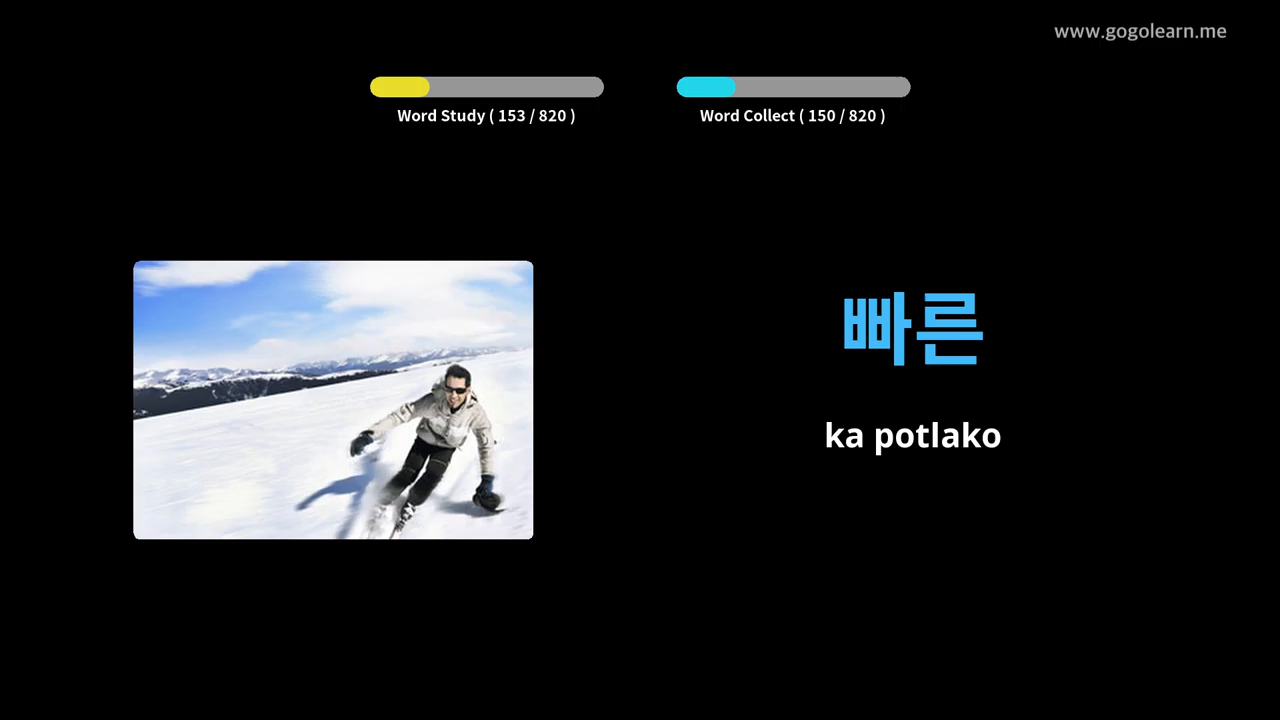 www.gogolearn.me
Word Study ( 153 / 820 )
Word Collect ( 150 / 820 )
빠른
ka potlako